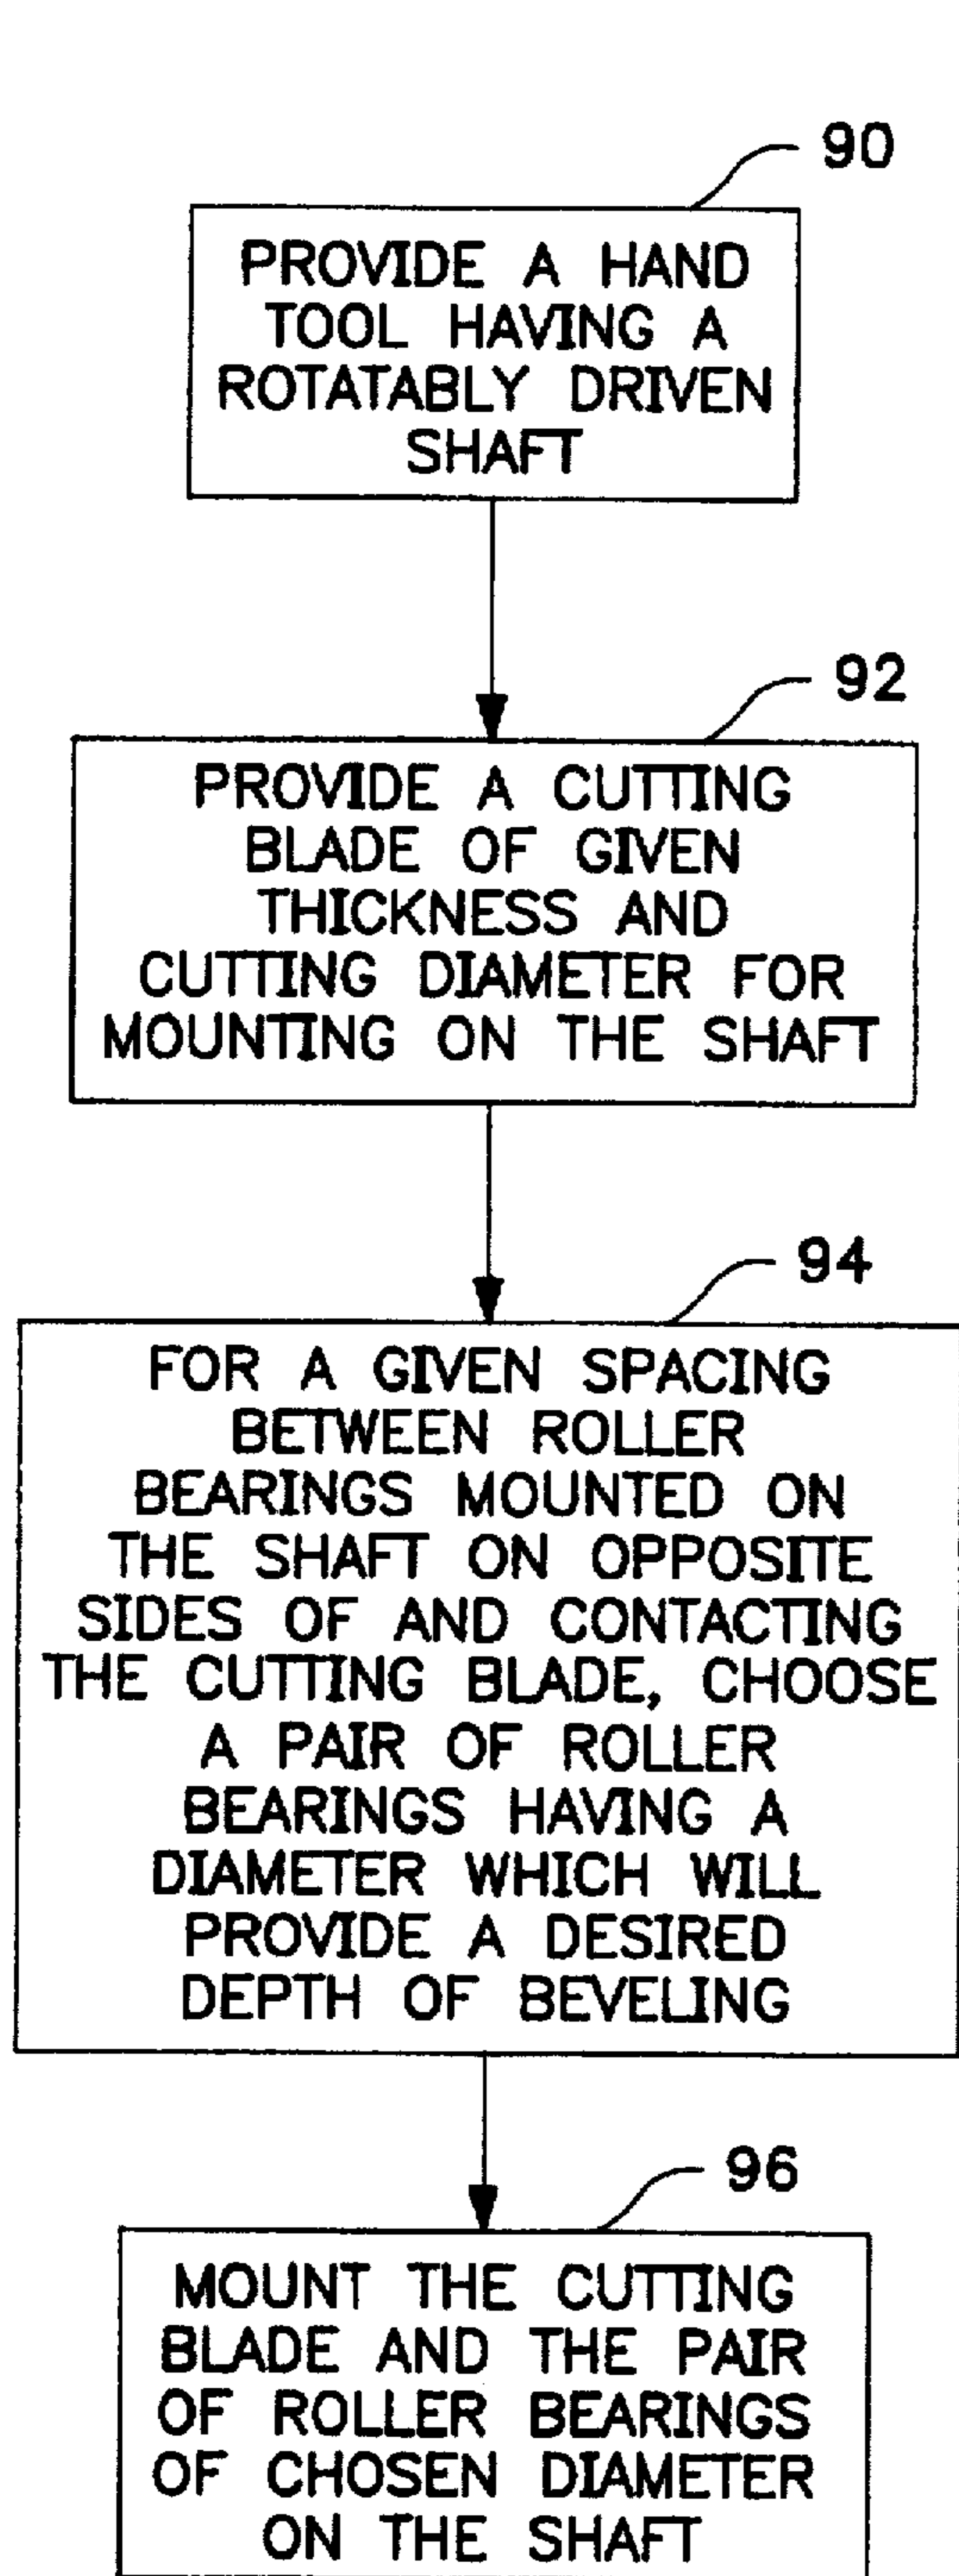 90
PROVIDE A HAND
TOOL HAVING A
ROTATABLY DRIVEN
SHAFT
92
PROVIDE A CUTTING
BLADE OF GIVEN
THICKNESS AND
CUTTING DIAMETER FOR
MOUNTING ON THE SHAFT
94
FOR A GIVEN SPACING
BETWEEN ROLLER
BEARINGS MOUNTED ON
THE SHAFT ON OPPOSITE
SIDES OF AND CONTACTING
THE CUTTING BLADE, CHOOSE
A PAIR OF ROLLER
BEARINGS HAVING A
DIAMETER WHICH WILL
PROVIDE A DESIRED
DEPTH OF BEVELING
96
MOUNT THE CUTTING
BLADE AND THE PAIR
OF ROLLER BEARINGS
OF CHOSEN DIAMETER
ON THE SHAFT